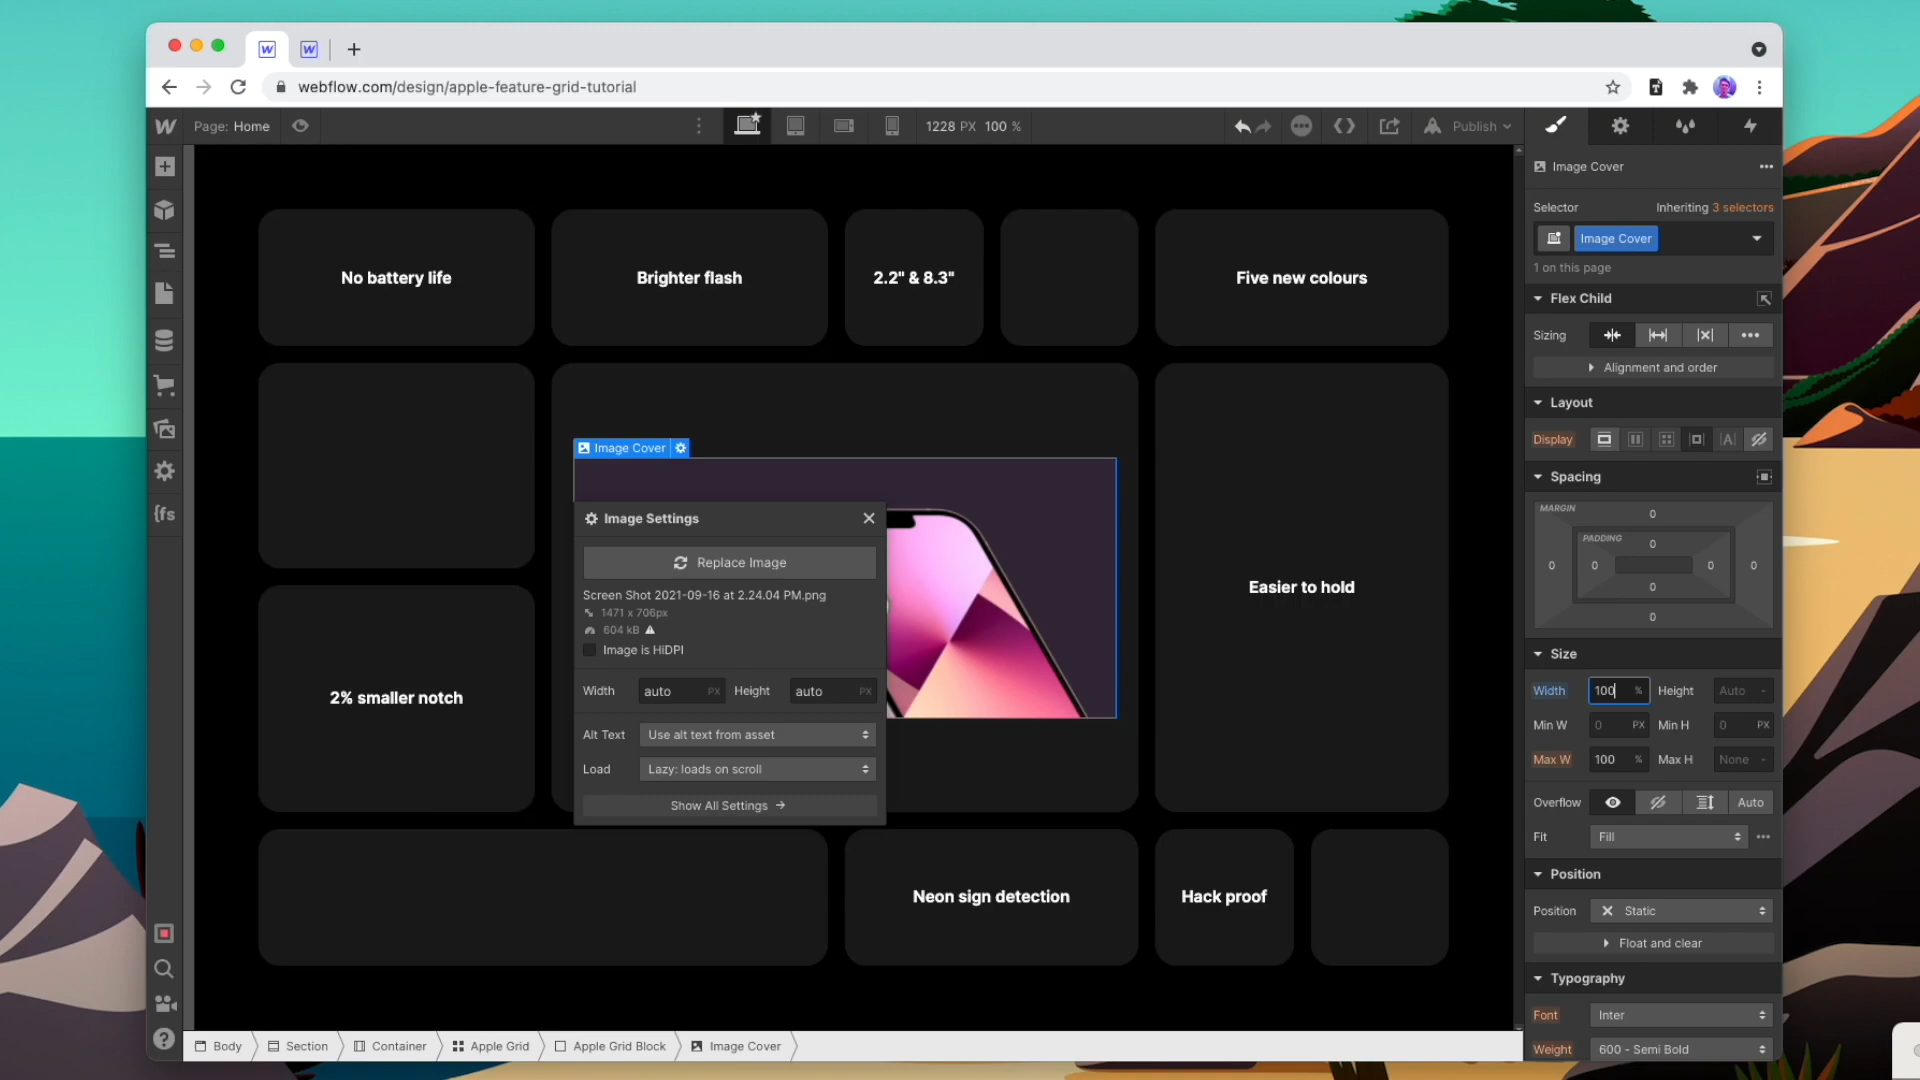 webflow.com/design/apple-feature-grid-tutorial
Page: Home
1228 PX 100 %
Publish
Image Cover
Selector
Inheriting 3 selectors
Image Cover
1 on this page
Flex Child
Sizing
Alignment and order
Layout
Display
Spacing
MARGIN
0
PADDING
0
0
0
0
0
0
0
Size
Width 100 % Height Auto -
Min W 0 PX Min H 0 PX
Max W 100 % Max H None -
Overflow Auto
Fit Fill
Position
Position Static
Float and clear
Typography
Font Inter
Weight 600 - Semi Bold
No battery life
Brighter flash
2.2" & 8.3"
Five new colours
Image Cover
Image Settings
Replace Image
Screen Shot 2021-09-16 at 2.24.04 PM.png
1471 x 706px
604 kB
Image is HiDPI
Width auto PX Height auto PX
Alt Text Use alt text from asset
Load Lazy: loads on scroll
Show All Settings
Easier to hold
2% smaller notch
Neon sign detection
Hack proof
{fs
Body
Section
Container
Apple Grid
Apple Grid Block
Image Cover